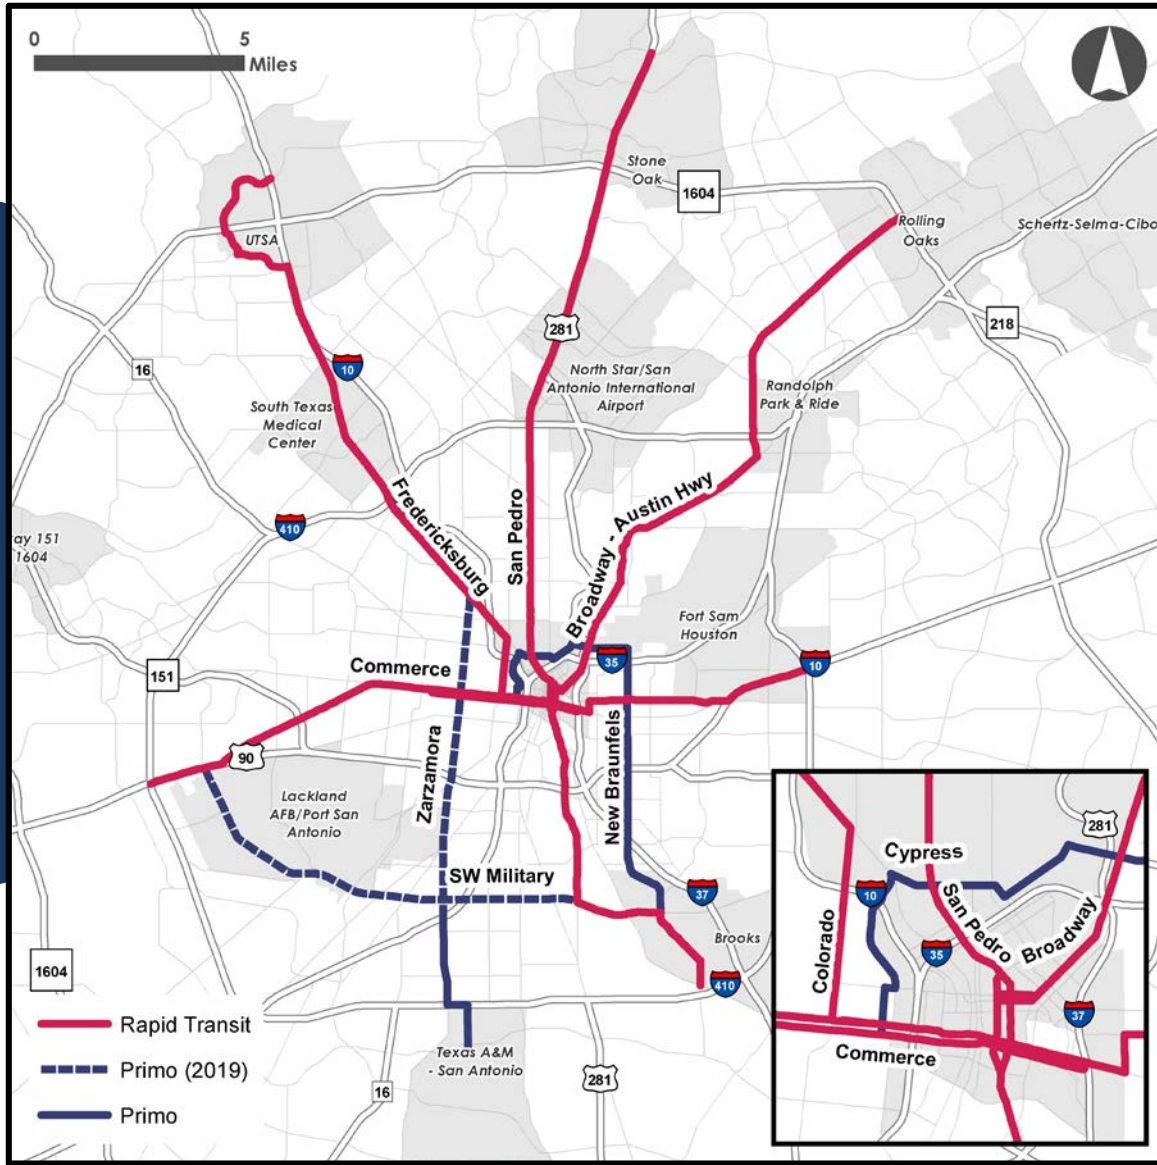 0 5
Miles
Stone
Oak
1604
Rolling
Oaks
Schertz-Selma-Cibo
UTSA
281
218
10
16
North Star/San
Antonio International
Airport
Randolph
Park & Ride
South Texas
Medical
Center
Fredericksburg
San Pedro
Broadway - Austin Hwy
410
ay 151
1604
Fort Sam
Houston
Commerce
35
10
151
90
Zarzamora
New Braunfels
Lackland
AFB/Port San
Antonio
SW Military
37
Brooks
410
1604
Rapid Transit
Primo (2019)
Primo
Texas A&M
- San Antonio
16
281
281
Cypress
10
San Pedro
Broadway
Colorado
35
37
Commerce